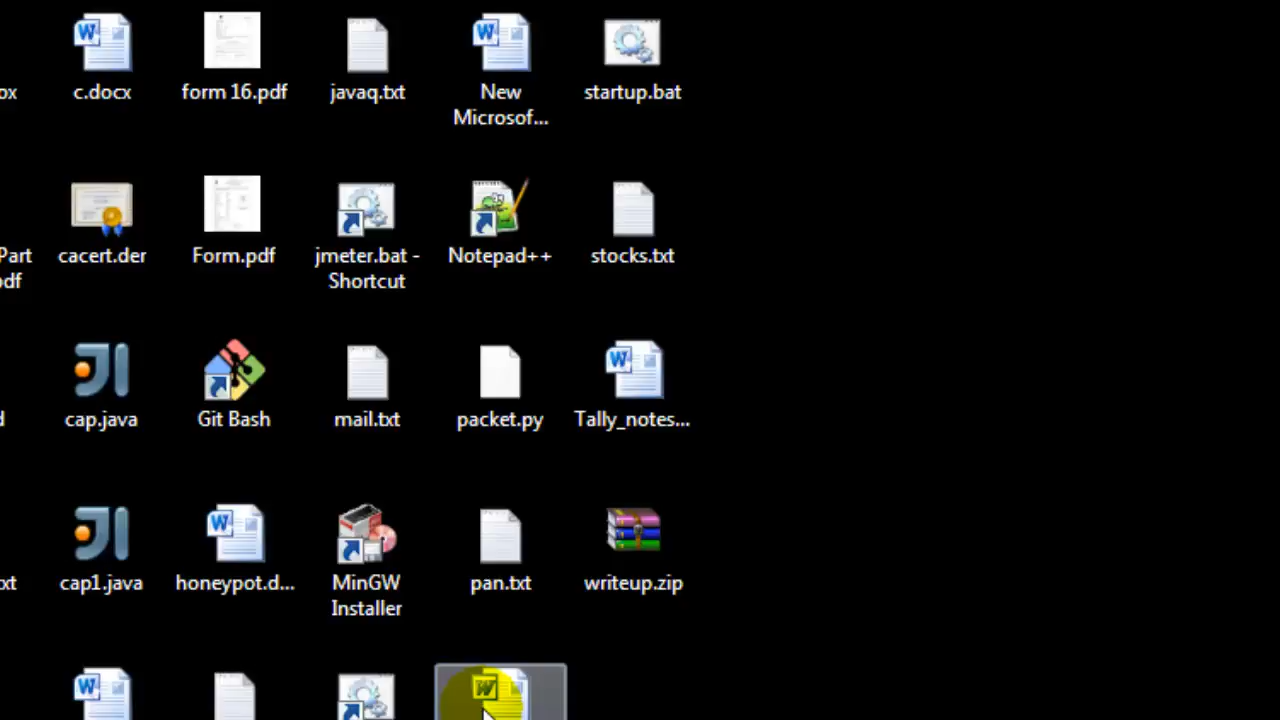 ox
c.docx
form 16.pdf
javaq.txt
New
Microsof...
startup.bat
Part
df
cacert.der
Form.pdf
jmeter.bat -
Shortcut
Notepad++
stocks.txt
d
cap.java
Git Bash
mail.txt
packet.py
Tally_notes...
xt
cap1.java
honeypot.d...
MinGW
Installer
pan.txt
writeup.zip